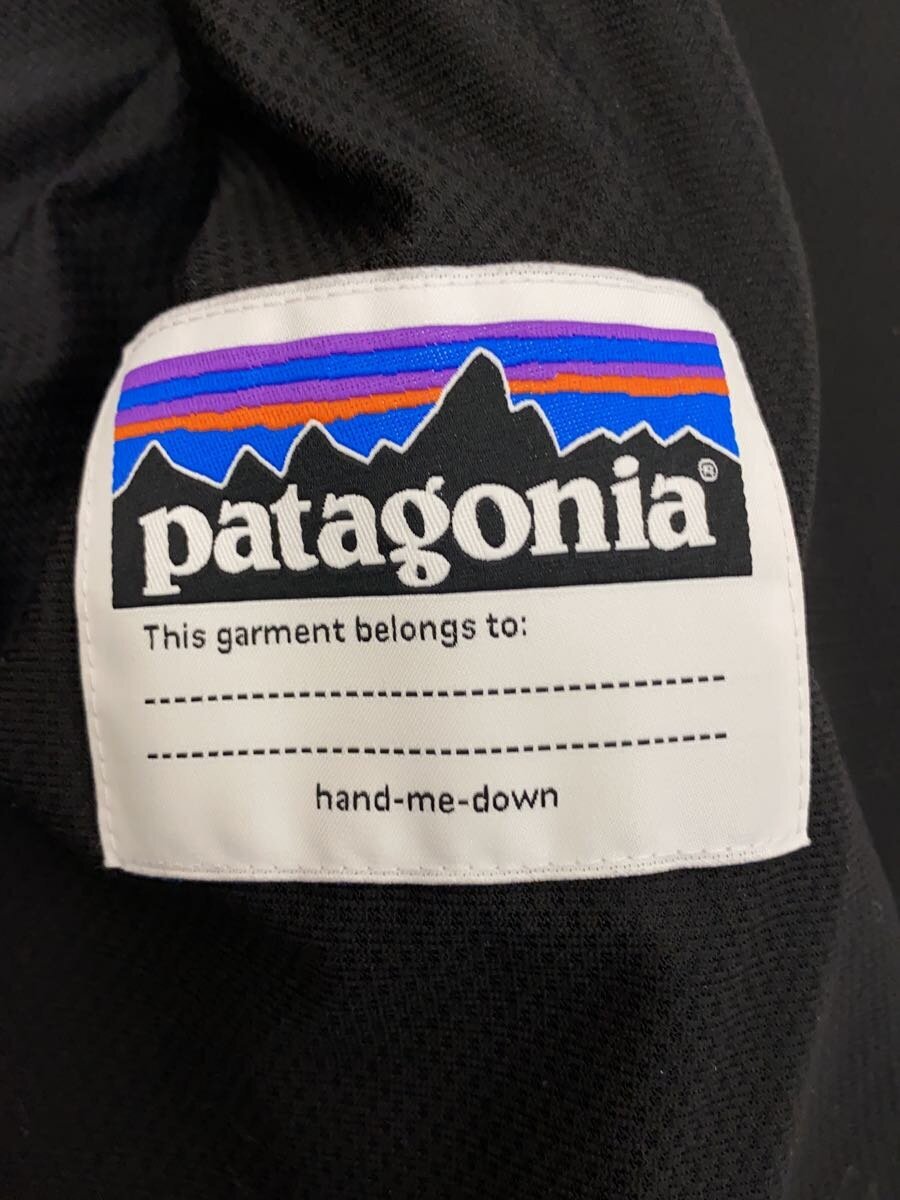 patagonia®
This garment belongs to:
hand-me-down